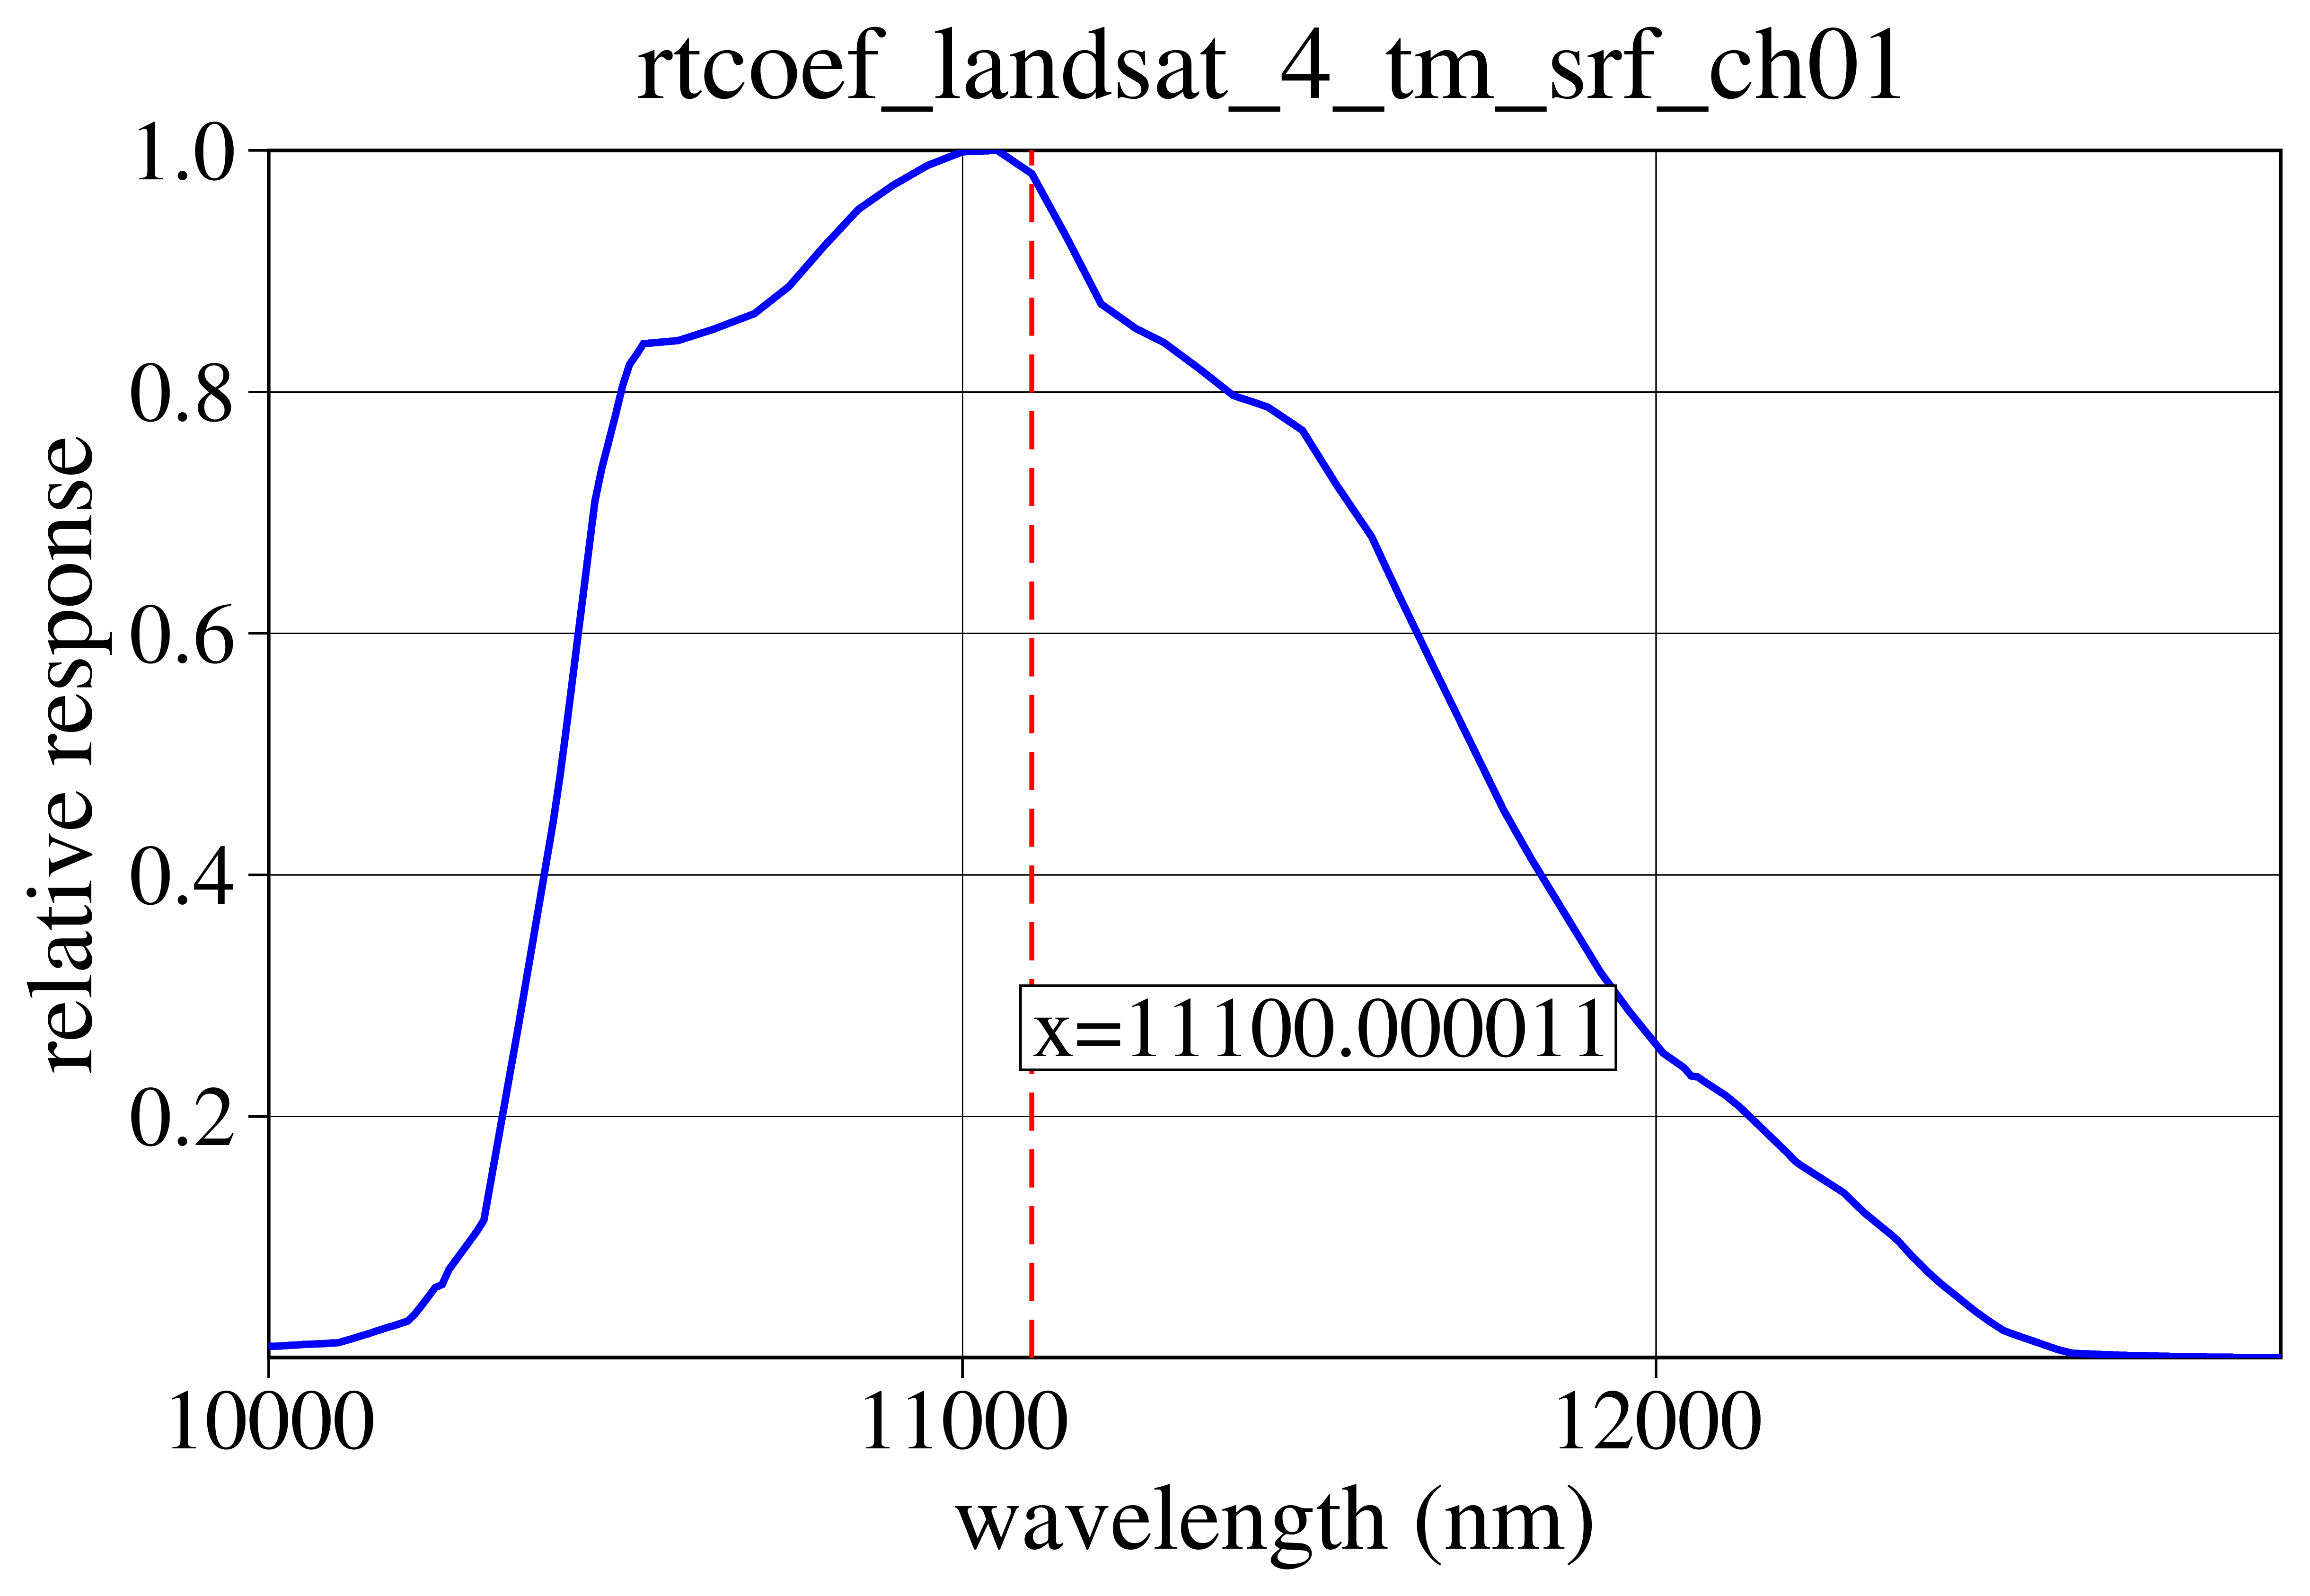 rtcoef_landsat_4_tm_srf_ch01
1.0
0.8
0.6
0.4
0.2
relative response
x=11100.000011
10000 11000 12000
wavelength (nm)